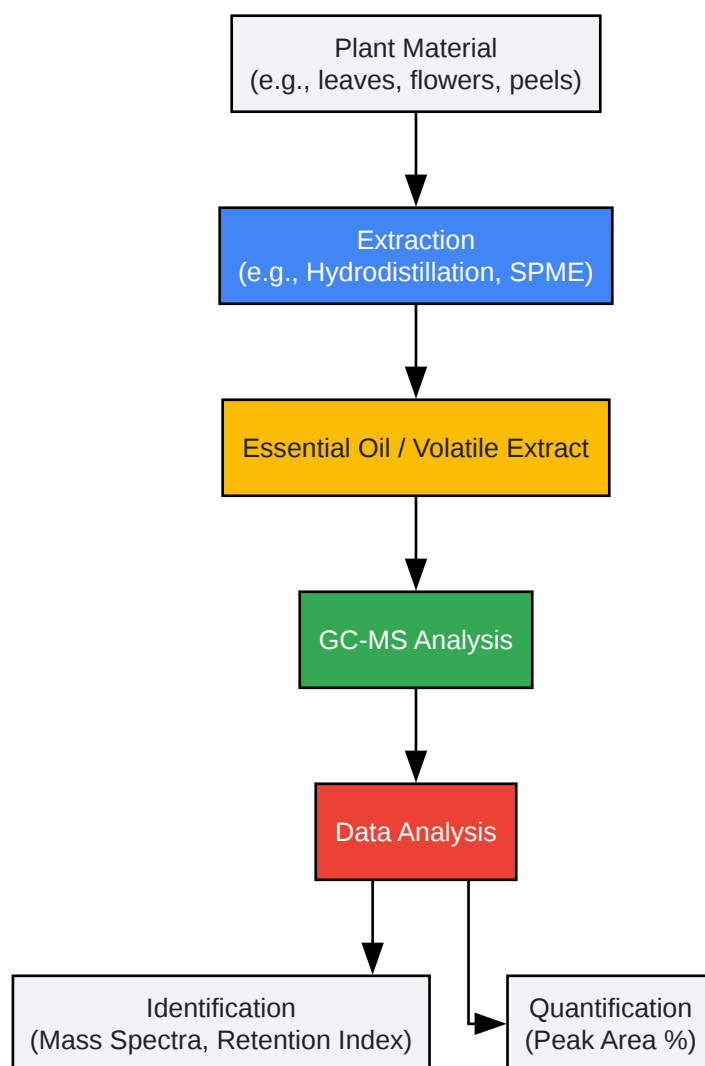 Plant Material
(e.g., leaves, flowers, peels)
Extraction
(e.g., Hydrodistillation, SPME)
Essential Oil / Volatile Extract
GC-MS Analysis
Data Analysis
Identification
(Mass Spectra, Retention Index)
Quantification
(Peak Area %)